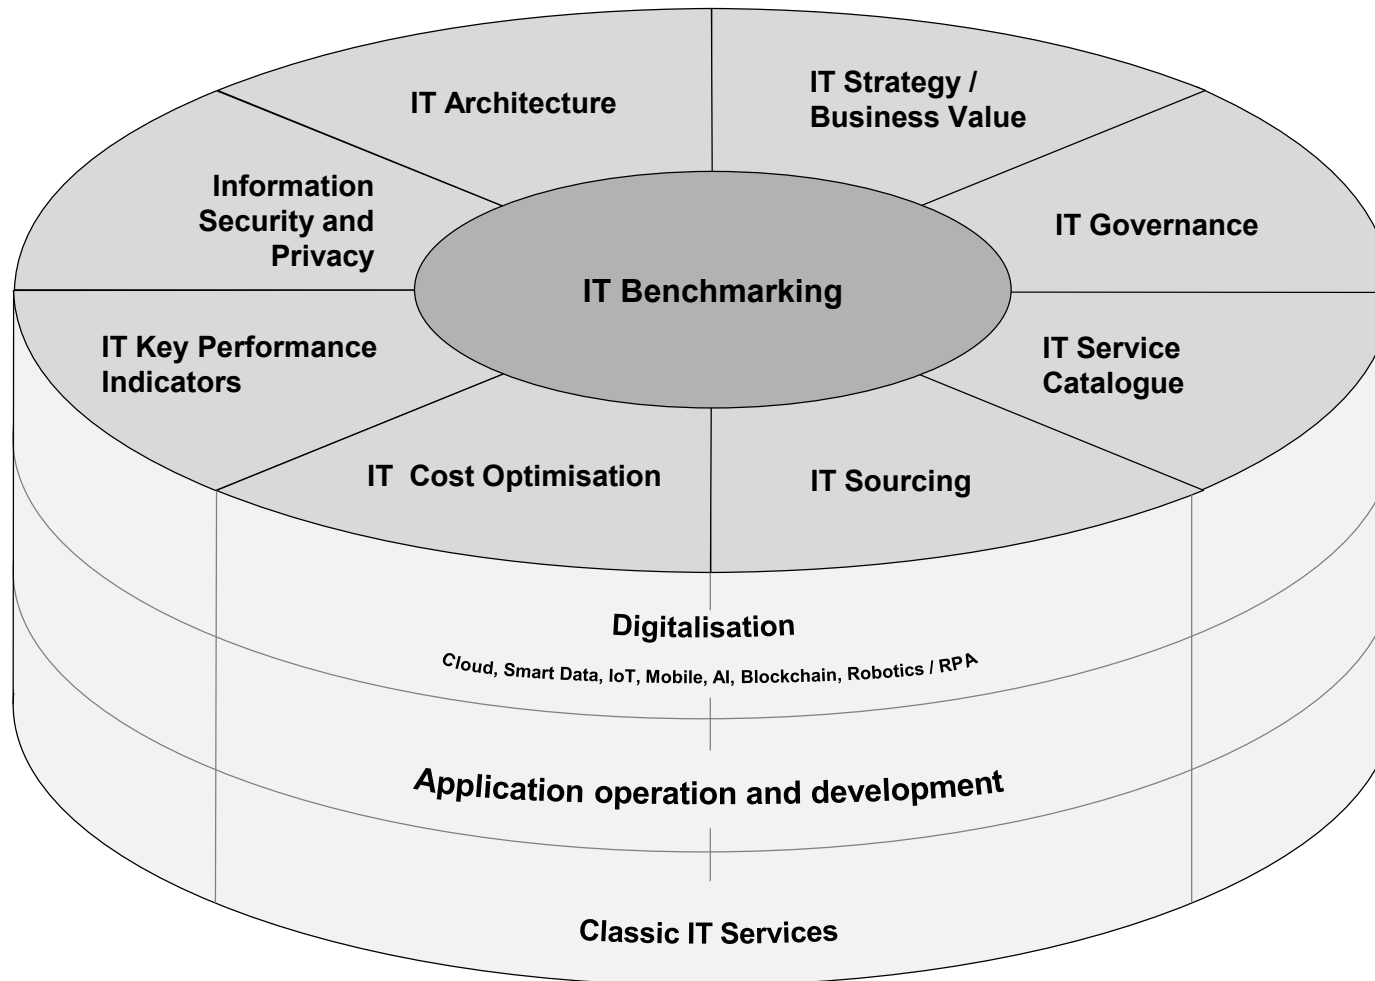 IT Architecture
IT Strategy /
Business Value
Information
Security and
Privacy
IT Governance
IT Benchmarking
IT Key Performance
Indicators
IT Service
Catalogue
IT  Cost Optimisation
IT Sourcing
Digitalisation
Cloud, Smart Data, IoT, Mobile, AI, Blockchain, Robotics / RPA
Application operation and development
Classic IT Services